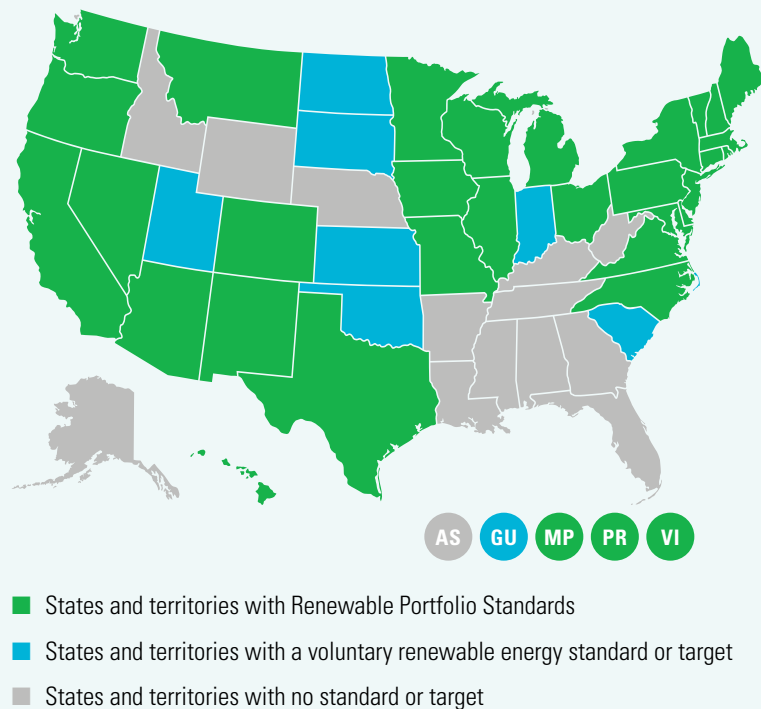 AS GU MP PR VI
States and territories with Renewable Portfolio Standards
States and territories with a voluntary renewable energy standard or target
States and territories with no standard or target